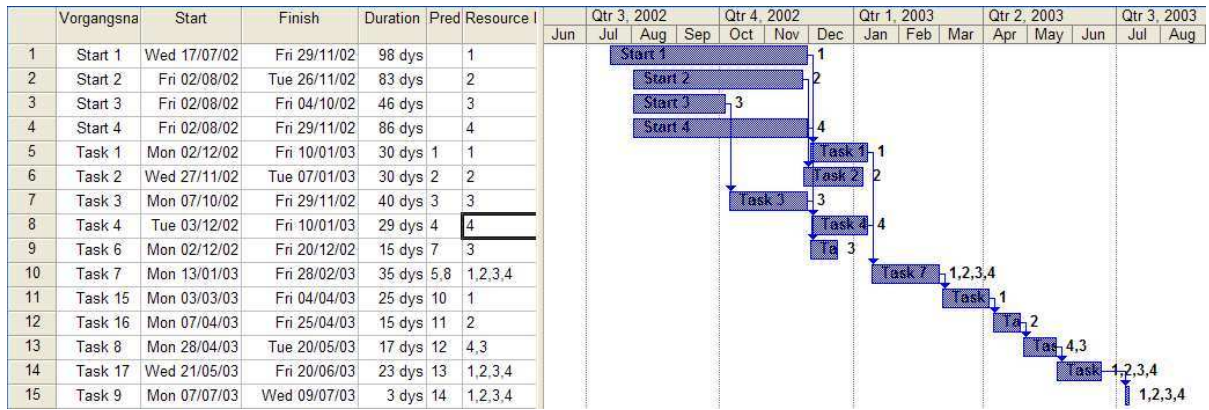 Vorgangsna Start Finish Duration Pred Resource Qtr 3, 2002 Qtr 4, 2002 Qtr 1, 2003 Qtr 2, 2003 Qtr 3, 2003
Jun Jul Aug Sep Oct Nov Dec Jan Feb Mar Apr May Jun Jul Aug
1 Start 1 Wed 17/07/02 Fri 29/11/02 98 dys 1 Start 1 1
2 Start 2 Fri 02/08/02 Tue 26/11/02 83 dys 2 Start 2 2
3 Start 3 Fri 02/08/02 Fri 04/10/02 46 dys 3 Start 3 3
4 Start 4 Fri 02/08/02 Fri 29/11/02 86 dys 4 Start 4 4
5 Task 1 Mon 02/12/02 Fri 10/01/03 30 dys 1 1 Task 1 1
6 Task 2 Wed 27/11/02 Tue 07/01/03 30 dys 2 2 Task 2 2
7 Task 3 Mon 07/10/02 Fri 29/11/02 40 dys 3 3 Task 3 3
8 Task 4 Tue 03/12/02 Fri 10/01/03 29 dys 4 4 Task 4 4
9 Task 6 Mon 02/12/02 Fri 20/12/02 15 dys 7 3 Ta 3
10 Task 7 Mon 13/01/03 Fri 28/02/03 35 dys 5,8 1,2,3,4 Task 7 1,2,3,4
11 Task 15 Mon 03/03/03 Fri 04/04/03 25 dys 10 1 Task 1
12 Task 16 Mon 07/04/03 Fri 25/04/03 15 dys 11 2 Ta 2
13 Task 8 Mon 28/04/03 Tue 20/05/03 17 dys 12 4,3 Tas 4,3
14 Task 17 Wed 21/05/03 Fri 20/06/03 23 dys 13 1,2,3,4 Task 1,2,3,4
15 Task 9 Mon 07/07/03 Wed 09/07/03 3 dys 14 1,2,3,4 1,2,3,4